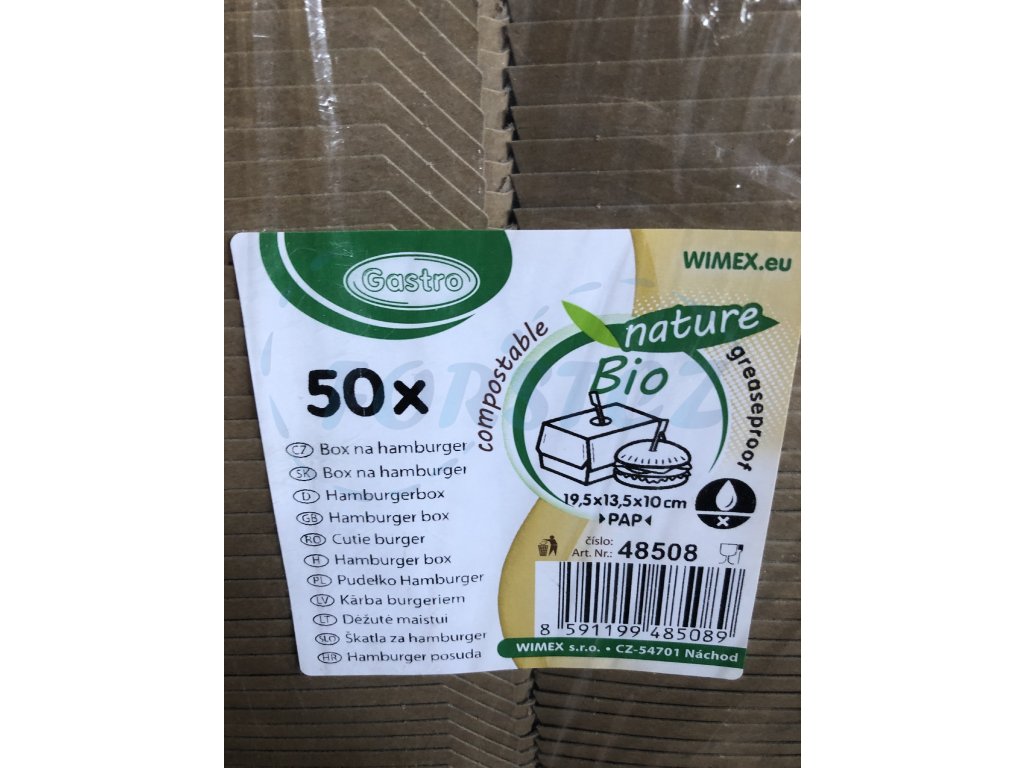 Gastro
WIMEX.eu
nature
Bio
compostable
greaseproof
50x
CZ Box na hamburger
SK Box na hamburger
D Hamburgerbox
GB Hamburger box
RO Cutie burger
H Hamburger box
PL Pudełko Hamburger
LV Kārba burgeriem
LT Dėžutė maistui
SLO Škatla za hamburger
HR Hamburger posuda
19,5x13,5x10 cm
PAP
číslo:
Art. Nr.: 48508
8 591199 485089
WIMEX s.r.o. • CZ-54701 Náchod